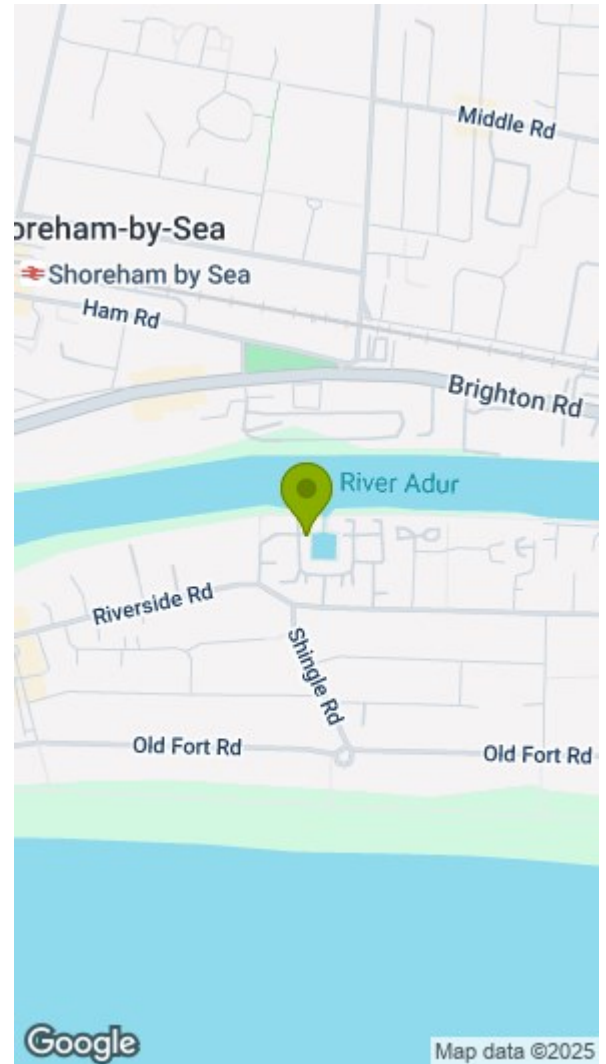 Middle Rd
oreham-by-Sea
Shoreham by Sea
Ham Rd
Brighton Rd
River Adur
Riverside Rd
Shingle Rd
Old Fort Rd
Old Fort Rd
Google
Map data ©2025